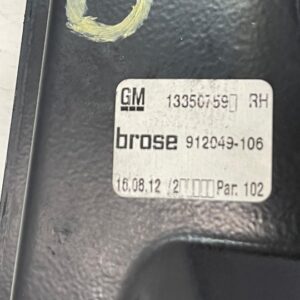 GM 13350759 RH
brose 912049-106
16.08.12 Par. 102